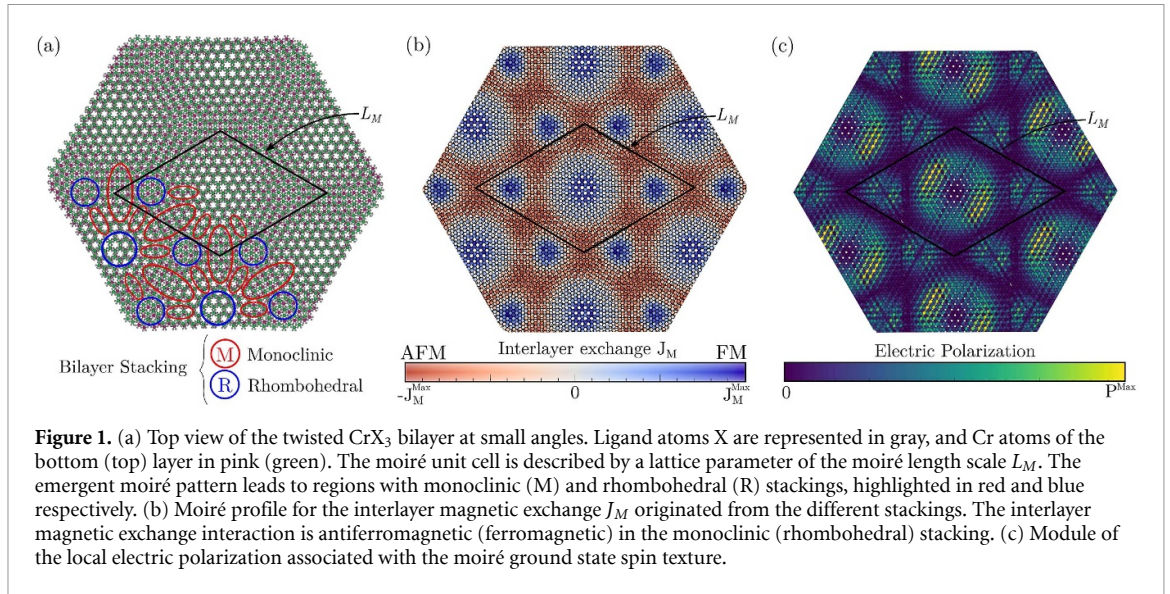 (a)
L_M
Bilayer Stacking
M Monoclinic
R Rhombohedral
(b)
L_M
AFM Interlayer exchange J_M FM
-J_M^Max 0 J_M^Max
(c)
L_M
Electric Polarization
0 P^Max
Figure 1. (a) Top view of the twisted CrX₃ bilayer at small angles. Ligand atoms X are represented in gray, and Cr atoms of the
bottom (top) layer in pink (green). The moiré unit cell is described by a lattice parameter of the moiré length scale L_M. The
emergent moiré pattern leads to regions with monoclinic (M) and rhombohedral (R) stackings, highlighted in red and blue
respectively. (b) Moiré profile for the interlayer magnetic exchange J_M originated from the different stackings. The interlayer
magnetic exchange interaction is antiferromagnetic (ferromagnetic) in the monoclinic (rhombohedral) stacking. (c) Module of
the local electric polarization associated with the moiré ground state spin texture.